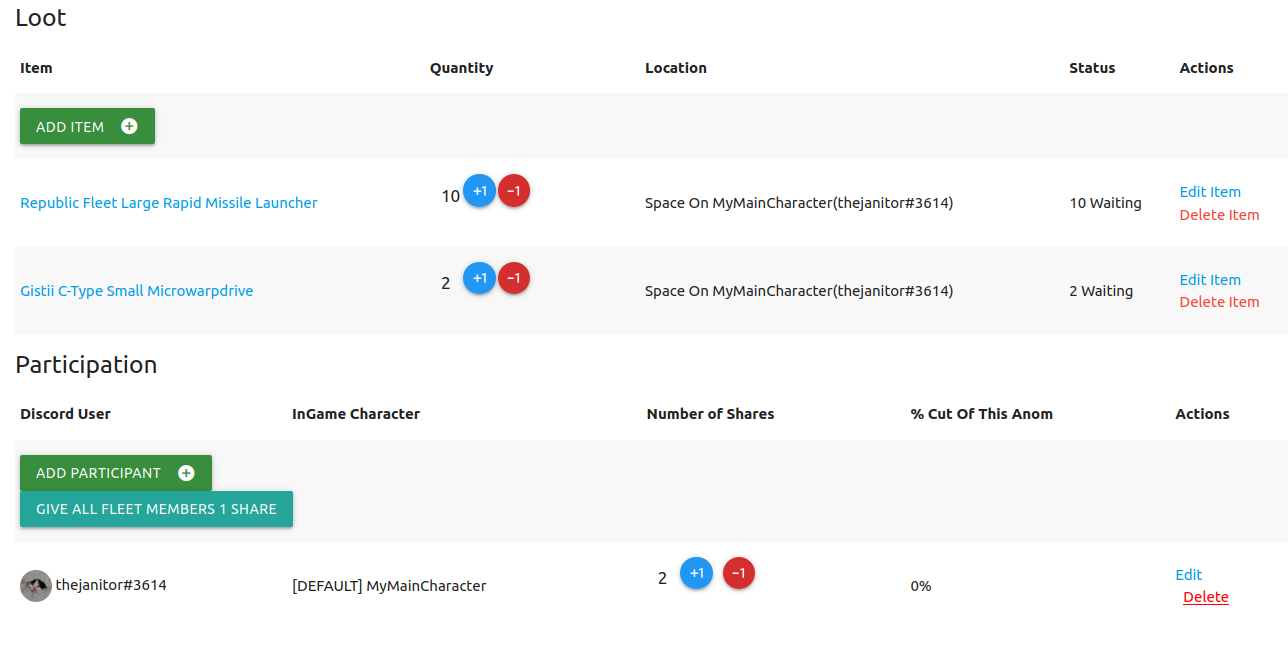 Loot
Item Quantity Location Status Actions
ADD ITEM
Republic Fleet Large Rapid Missile Launcher 10 +1 −1 Space On MyMainCharacter(thejanitor#3614) 10 Waiting Edit Item
Delete Item
Gistii C-Type Small Microwarpdrive 2 +1 −1 Space On MyMainCharacter(thejanitor#3614) 2 Waiting Edit Item
Delete Item
Participation
Discord User InGame Character Number of Shares % Cut Of This Anom Actions
ADD PARTICIPANT
GIVE ALL FLEET MEMBERS 1 SHARE
thejanitor#3614 [DEFAULT] MyMainCharacter 2 +1 −1 0% Edit
Delete